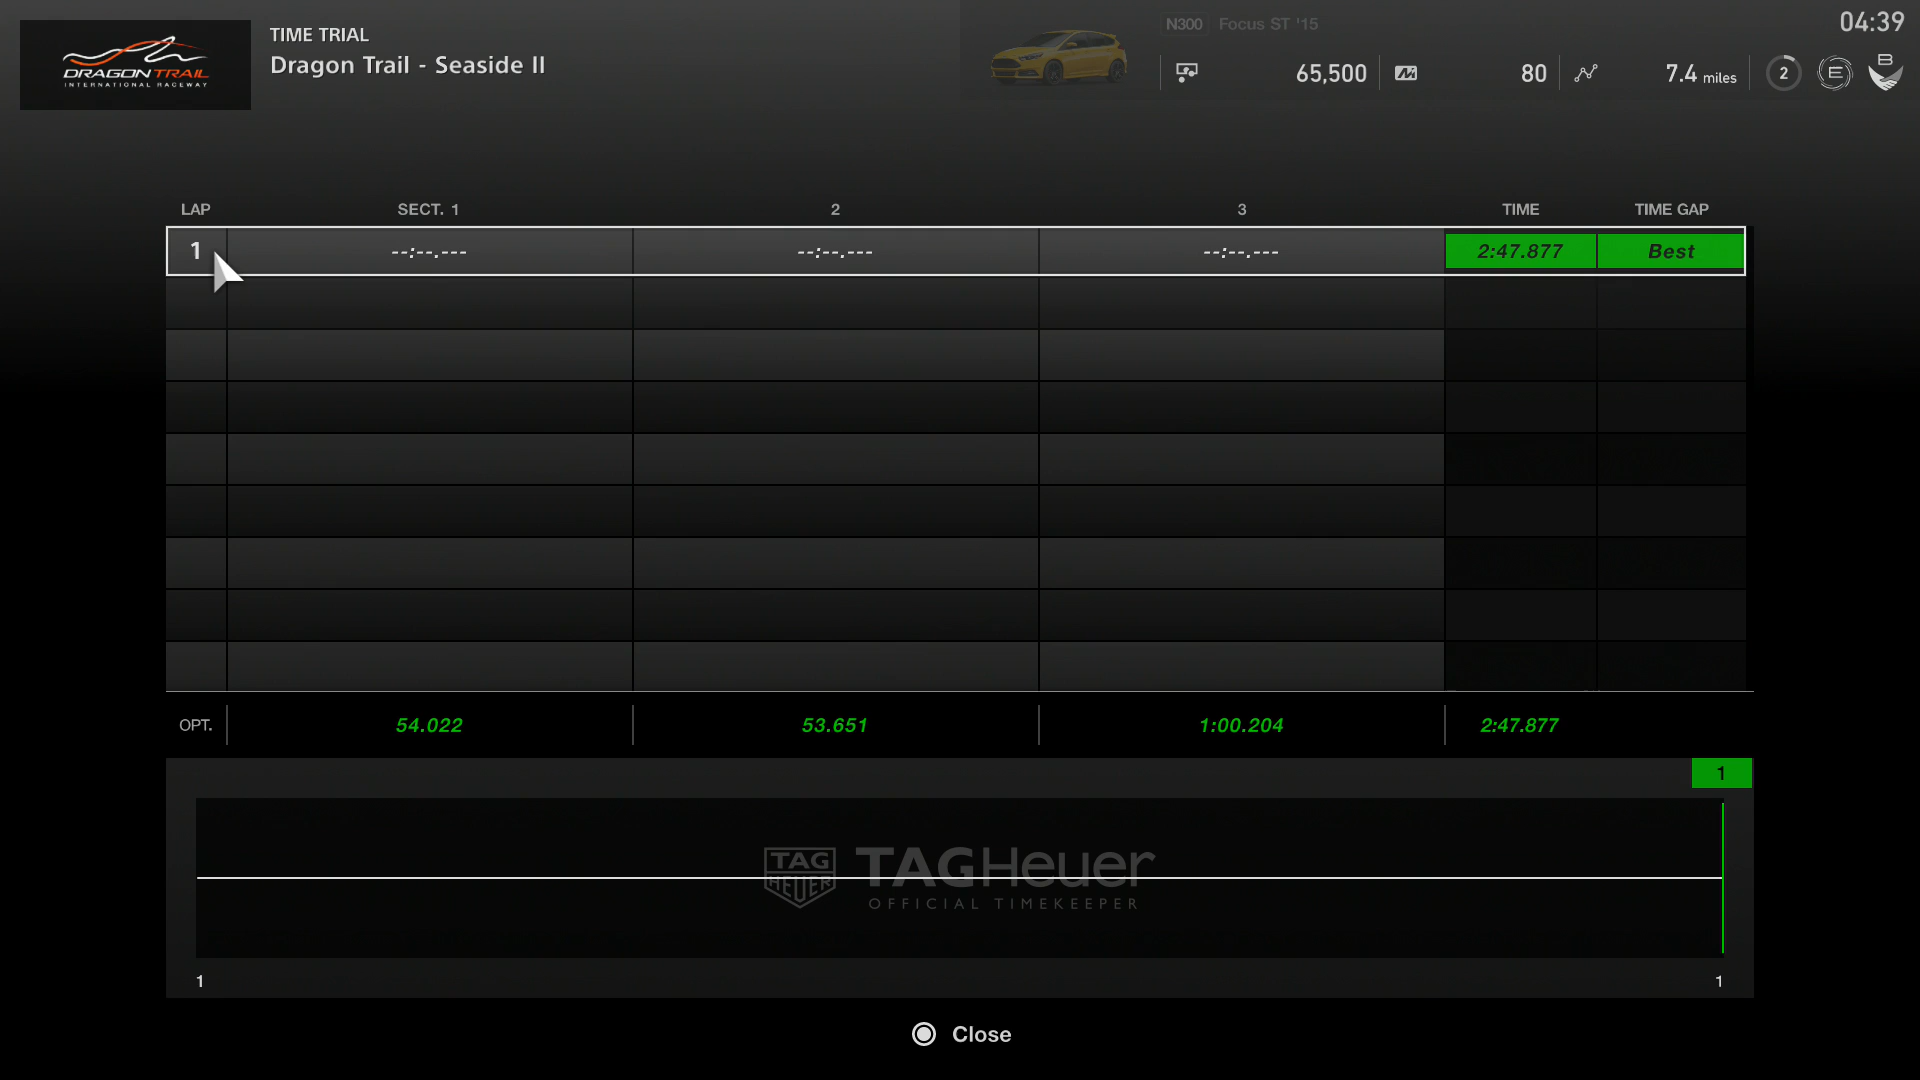 DRAGON TRAIL
INTERNATIONAL RACEWAY
TIME TRIAL
Dragon Trail - Seaside II
N300 Focus ST '15
65,500
80
7.4 miles
2
E
B
04:39
LAP SECT. 1 2 3 TIME TIME GAP
1 --:--.--- --:--.--- --:--.--- 2:47.877 Best
OPT. 54.022 53.651 1:00.204 2:47.877
1
TAG HEUER
TAGHeuer
OFFICIAL TIMEKEEPER
1 1
Close